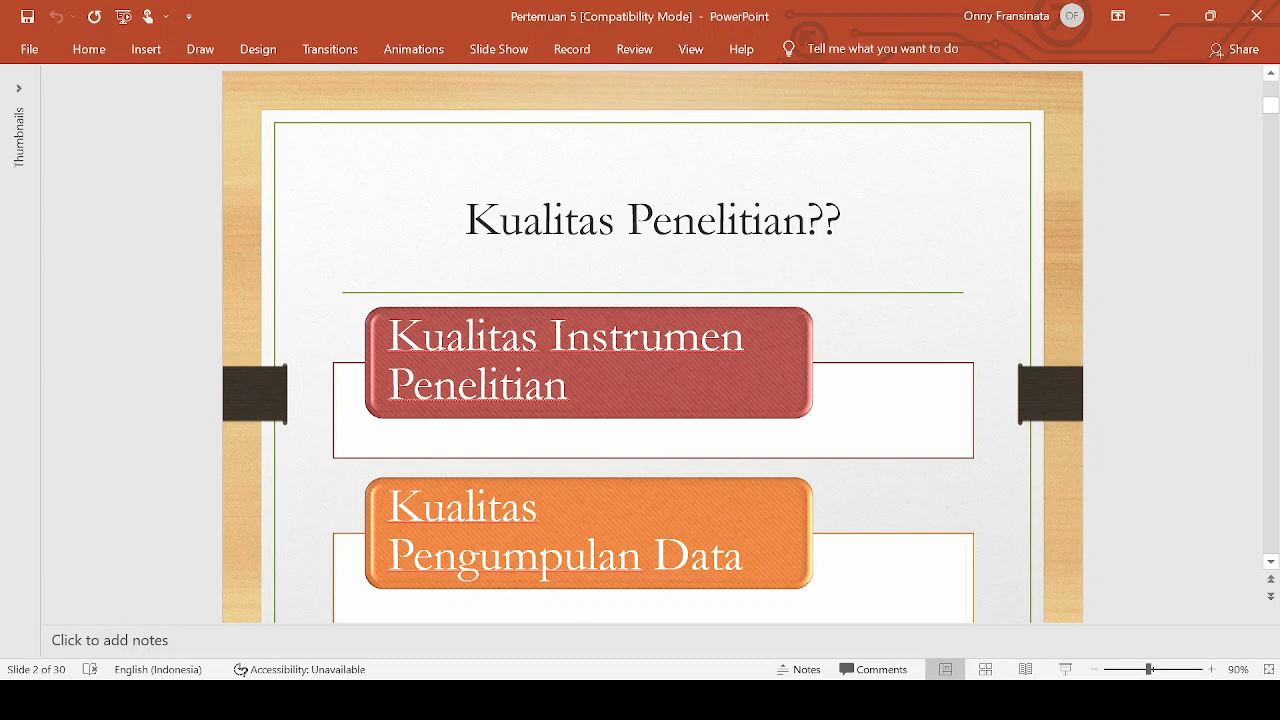 Pertemuan 5 [Compatibility Mode] - PowerPoint
Onny Fransinata
OF
File Home Insert Draw Design Transitions Animations Slide Show Record Review View Help Tell me what you want to do Share
Thumbnails
Kualitas Penelitian??
Kualitas Instrumen
Penelitian
Kualitas
Pengumpulan Data
Click to add notes
Slide 2 of 30 English (Indonesia) Accessibility: Unavailable Notes Comments 90%